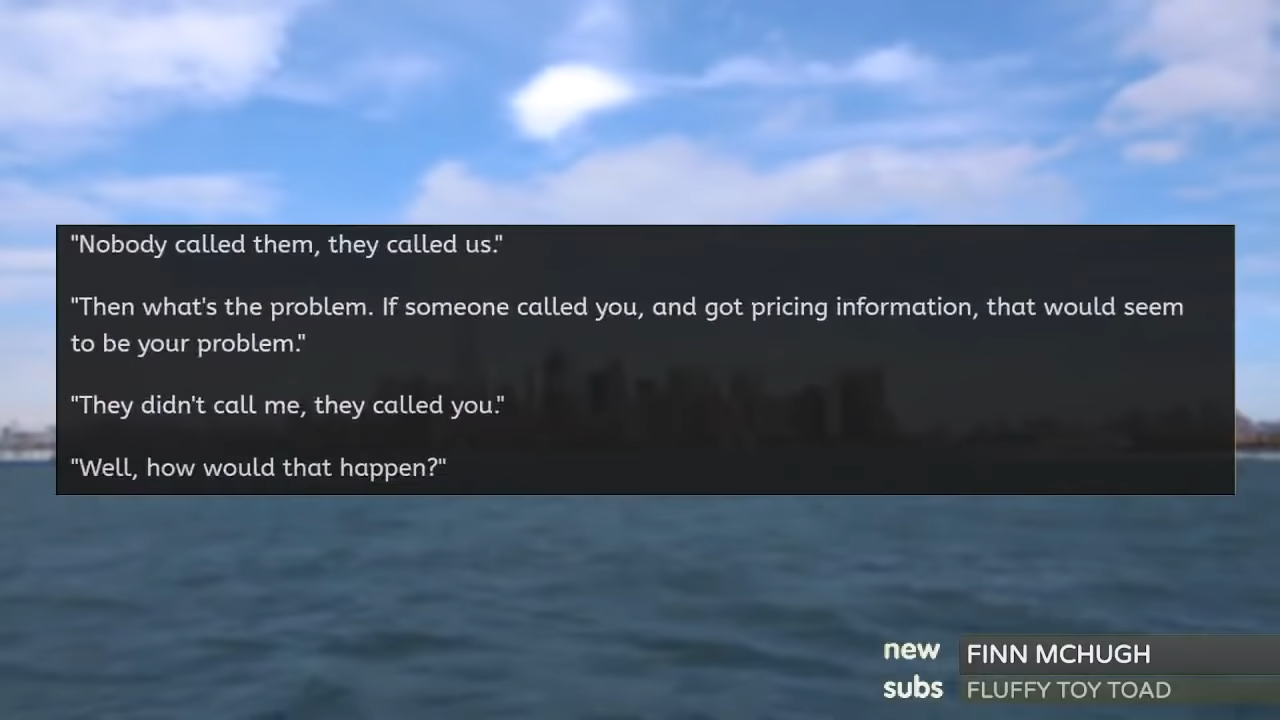 "Nobody called them, they called us."
"Then what's the problem. If someone called you, and got pricing information, that would seem
to be your problem."
"They didn't call me, they called you."
"Well, how would that happen?"
new
FINN MCHUGH
subs
FLUFFY TOY TOAD